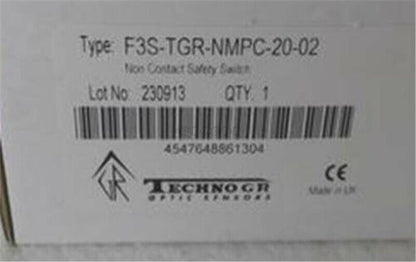 Type: F3S-TGR-NMPC-20-02
Non Contact Safety Switch
Lot No: 230913 QTY. 1
4547648861304
GR TECHNOGR
OPTIC SENSORS
CE
Made in UK